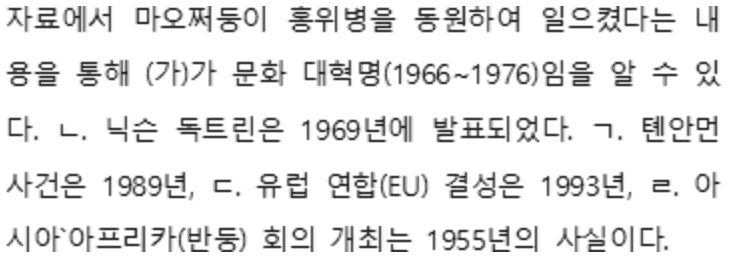 자료에서 마오쩌둥이 홍위병을 동원하여 일으켰다는 내
용을 통해 (가)가 문화 대혁명(1966~1976)임을 알 수 있
다. ㄴ. 닉슨 독트린은 1969년에 발표되었다. ㄱ. 톈안먼
사건은 1989년, ㄷ. 유럽 연합(EU) 결성은 1993년, ㄹ. 아
시아`아프리카(반둥) 회의 개최는 1955년의 사실이다.